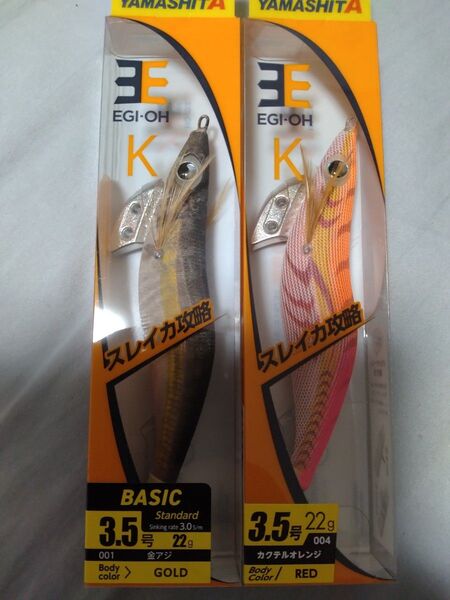 YAMASHITA
EGI-OH
K
スレイカ攻略
BASIC
Standard
Sinking rate 3.0 s/m
3.5号 22g
001 金アジ
Body color > GOLD
YAMASHITA
EGI-OH
K
スレイカ攻略
3.5号 22g
004
カクテルオレンジ
Body Color / RED